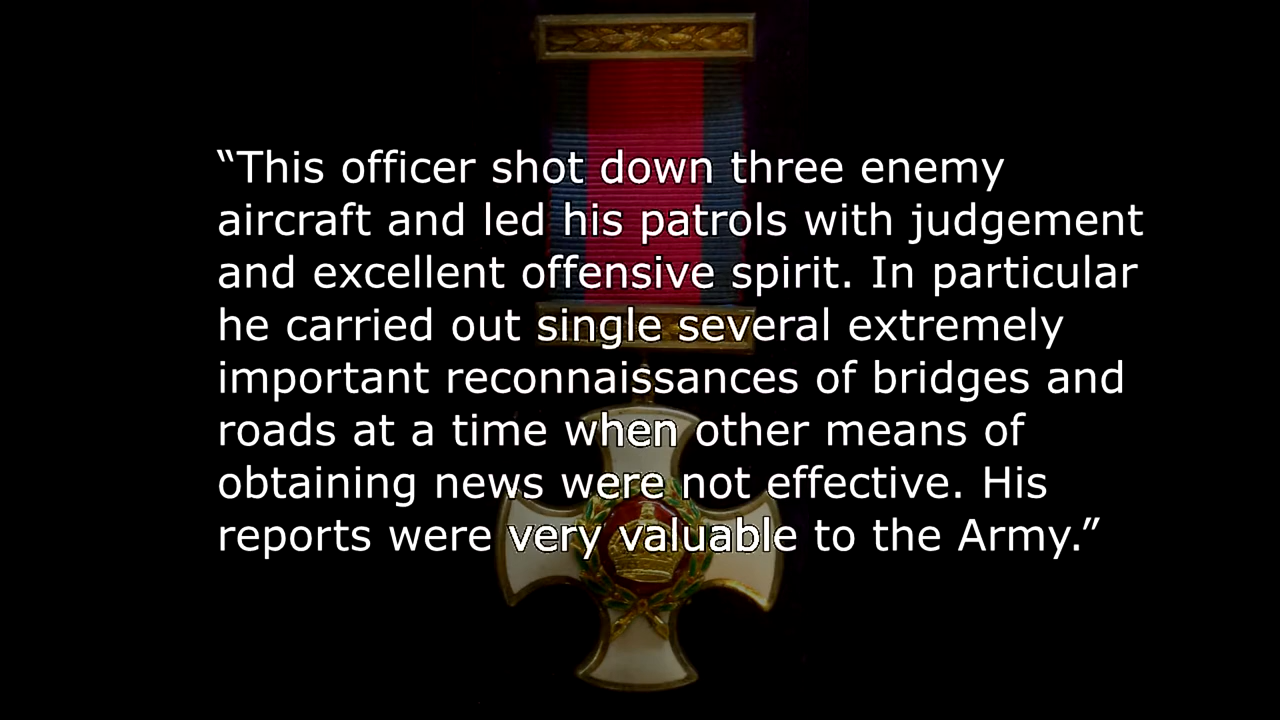 “This officer shot down three enemy
aircraft and led his patrols with judgement
and excellent offensive spirit. In particular
he carried out single several extremely
important reconnaissances of bridges and
roads at a time when other means of
obtaining news were not effective. His
reports were very valuable to the Army.”